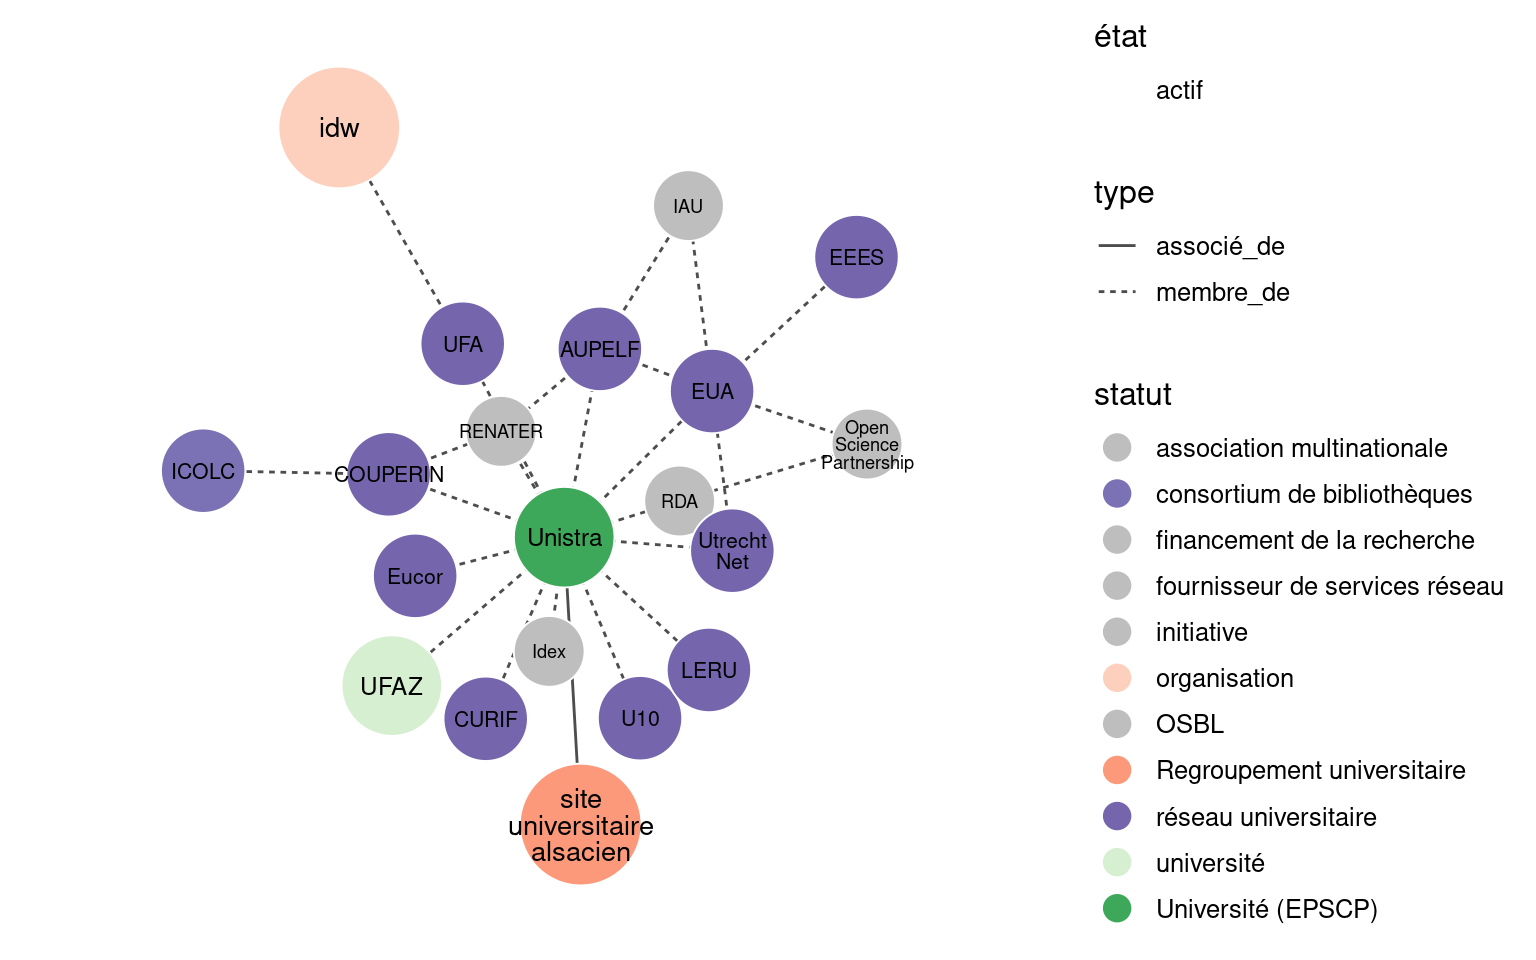 idw
IAU
EEES
UFA
AUPELF
EUA
RENATER
Open
Science
Partnership
ICOLC
COUPERIN
RDA
Unistra
Utrecht
Net
Eucor
Idex
LERU
UFAZ
CURIF
U10
site
universitaire
alsacien
état
actif
type
associé_de
membre_de
statut
association multinationale
consortium de bibliothèques
financement de la recherche
fournisseur de services réseau
initiative
organisation
OSBL
Regroupement universitaire
réseau universitaire
université
Université (EPSCP)